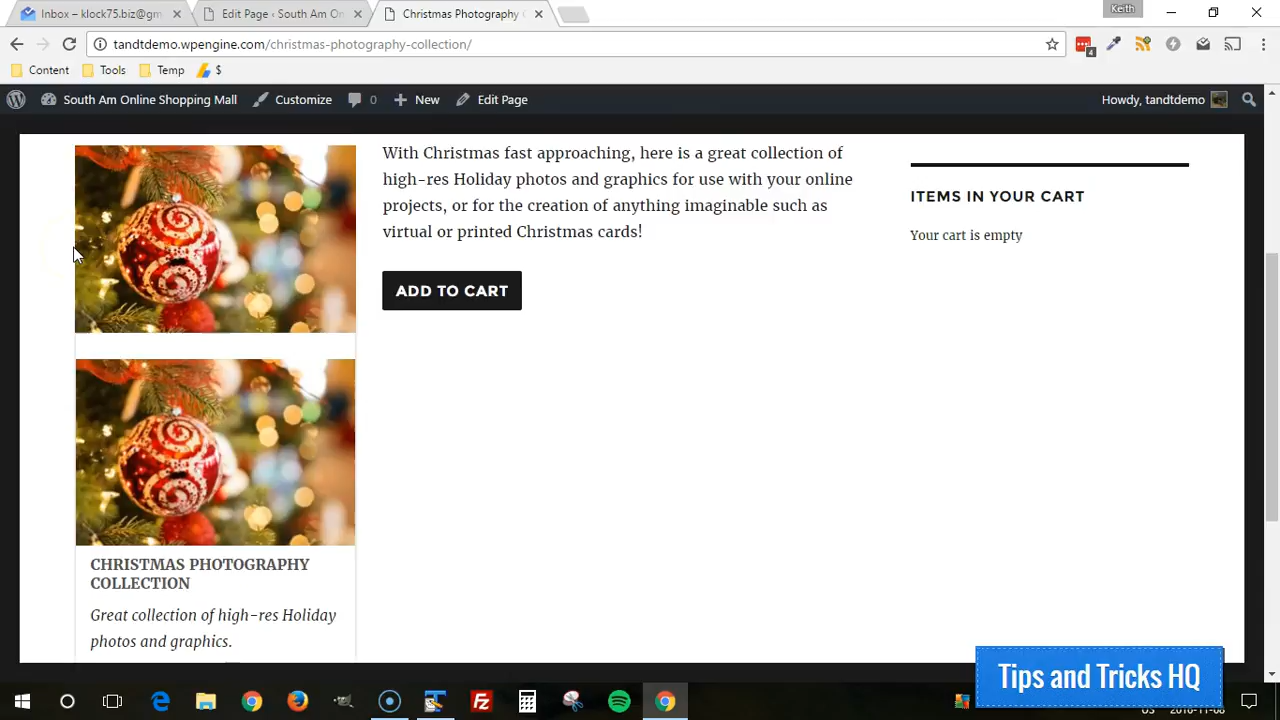 Inbox – klock75.biz@gm
Edit Page ‹ South Am On
Christmas Photography C
Keith
tandtdemo.wpengine.com/christmas-photography-collection/
4
Content
Tools
Temp
$
South Am Online Shopping Mall
Customize
0
New
Edit Page
Howdy, tandtdemo
With Christmas fast approaching, here is a great collection of
high-res Holiday photos and graphics for use with your online
projects, or for the creation of anything imaginable such as
virtual or printed Christmas cards!
ADD TO CART
ITEMS IN YOUR CART
Your cart is empty
CHRISTMAS PHOTOGRAPHY
COLLECTION
Great collection of high-res Holiday
photos and graphics.
Tips and Tricks HQ
US
2016-11-08